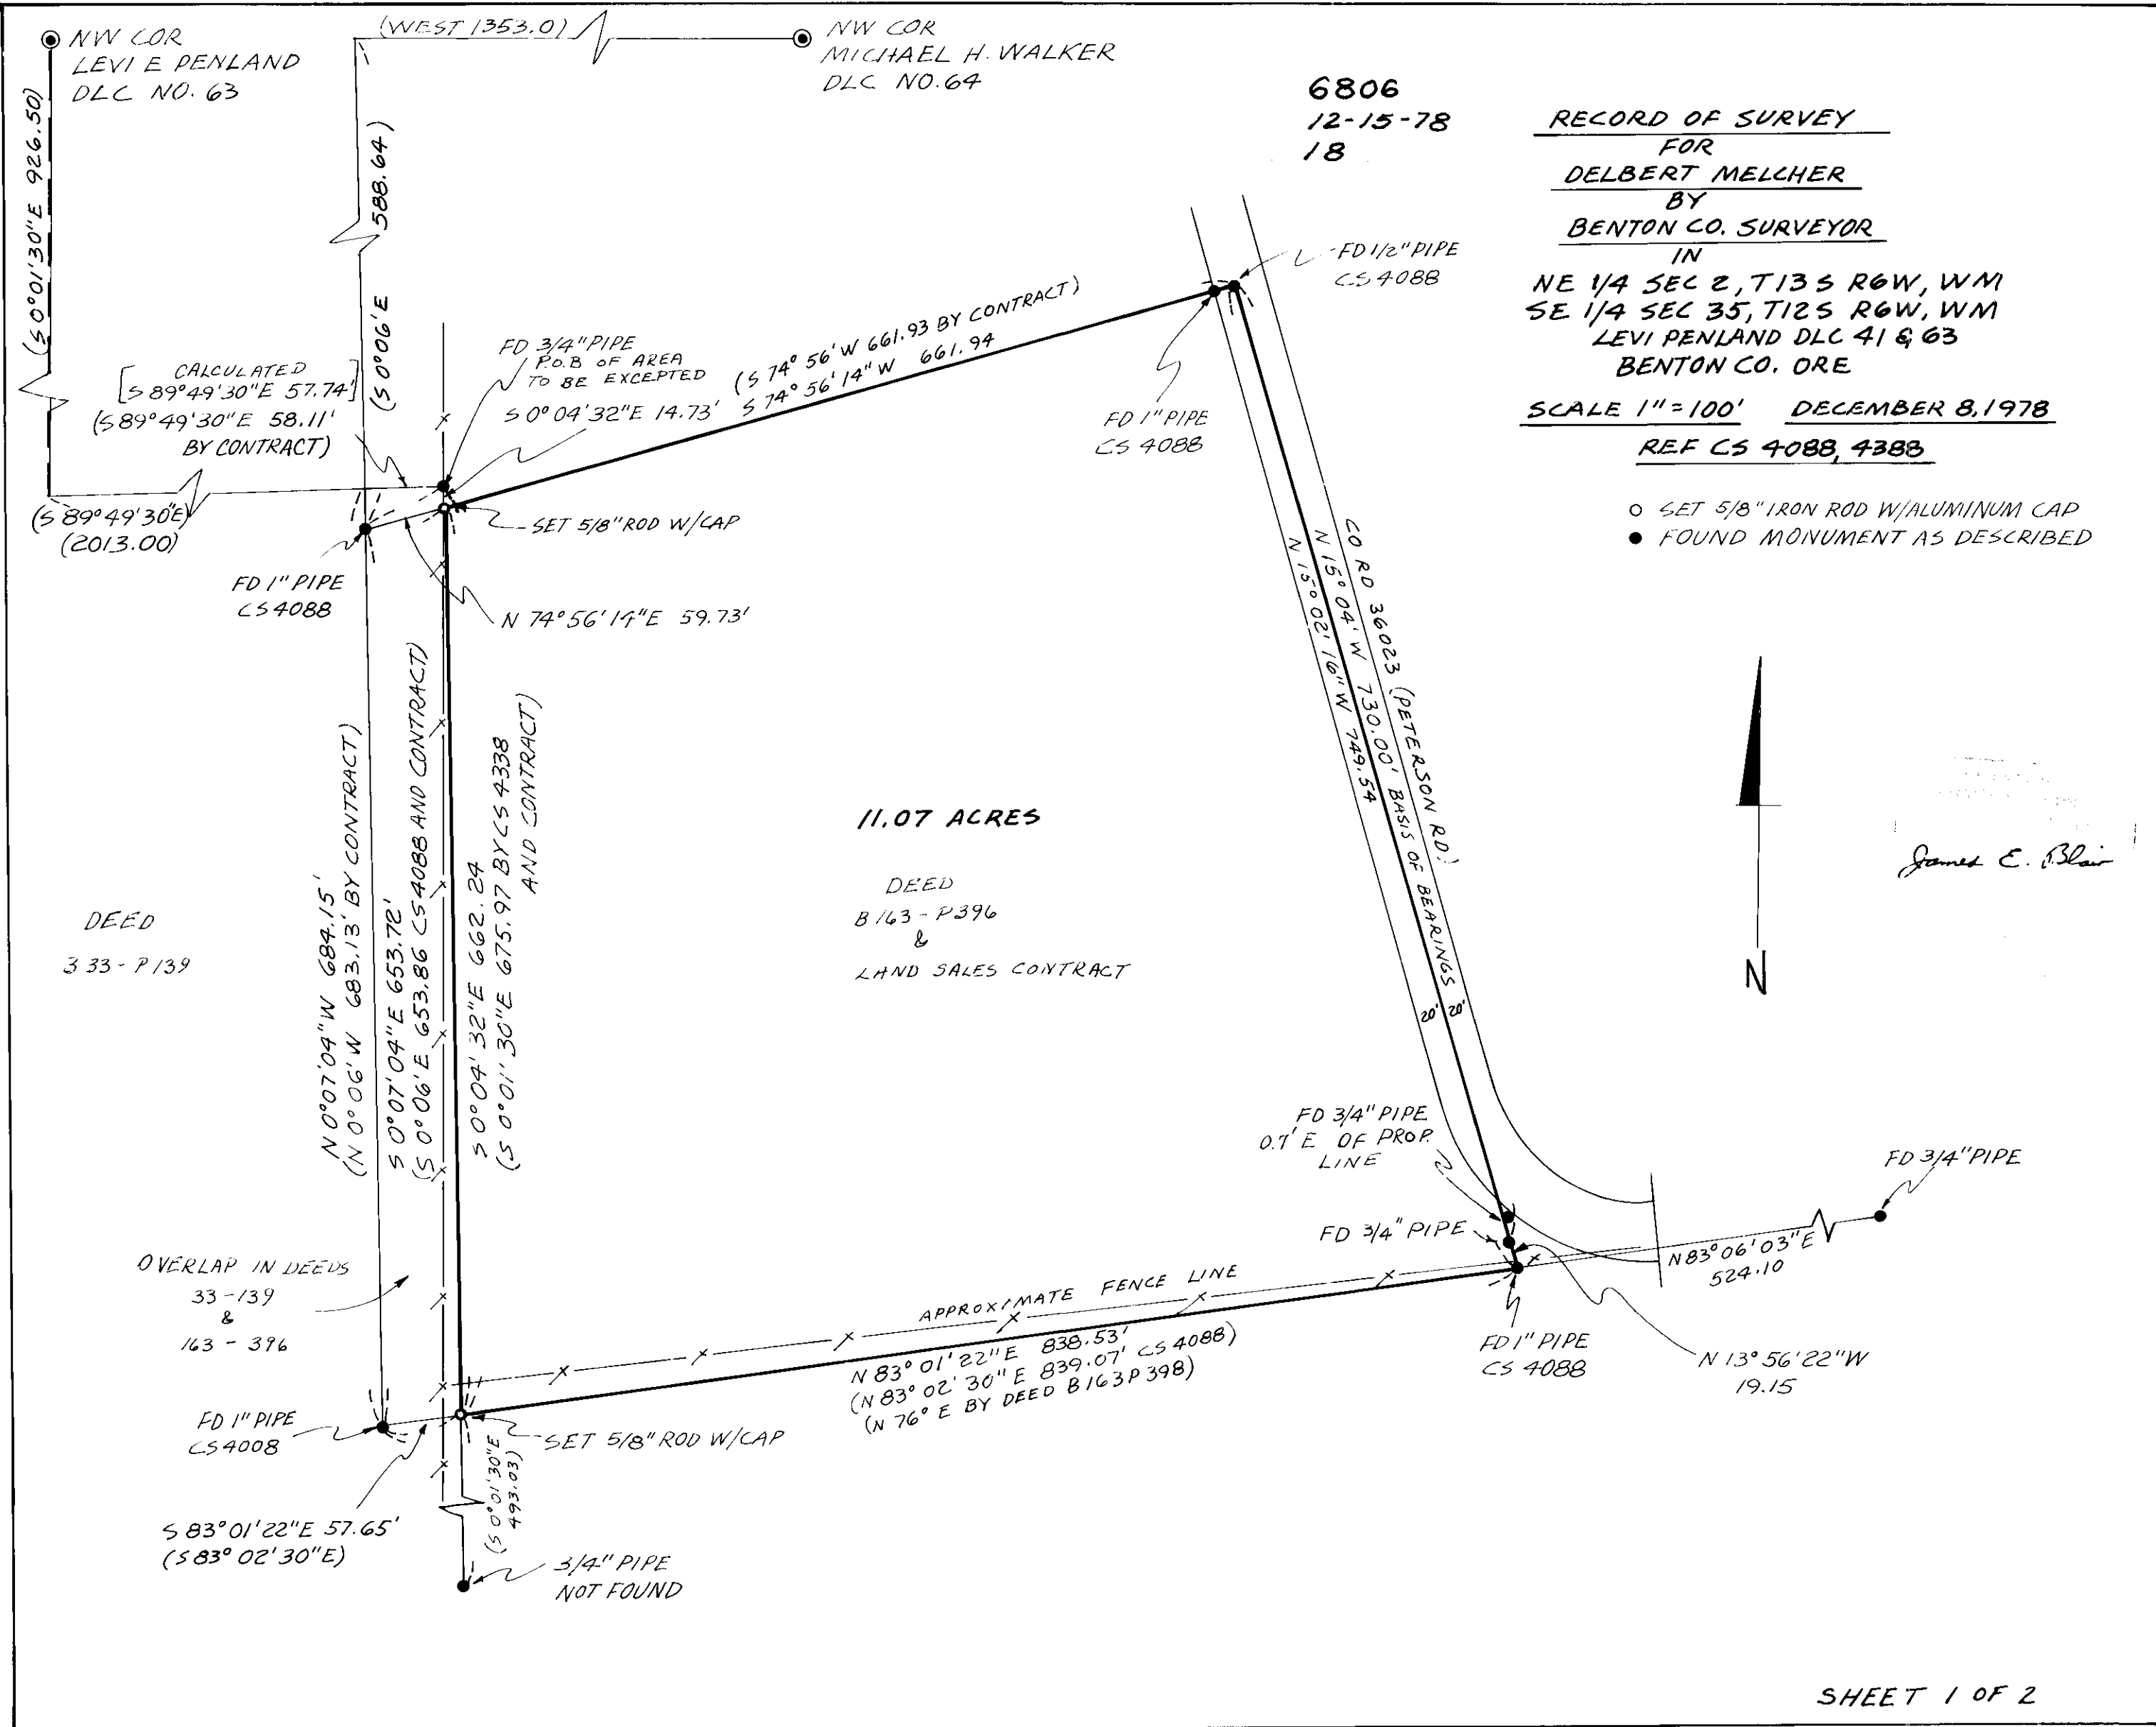 (WEST 1353.0)
NW COR
LEVI E PENLAND
DLC NO. 63
NW COR
MICHAEL H. WALKER
DLC NO. 64
6806
12-15-78
18
RECORD OF SURVEY
FOR
DELBERT MELCHER
BY
BENTON CO. SURVEYOR
IN
NE 1/4 SEC 2, T13S R6W, WM
SE 1/4 SEC 35, T12S R6W, WM
LEVI PENLAND DLC 41 & 63
BENTON CO. ORE
SCALE 1"=100' DECEMBER 8, 1978
REF CS 4088, 4388
○ SET 5/8" IRON ROD W/ALUMINUM CAP
● FOUND MONUMENT AS DESCRIBED
(S 0°01'30"E 926.50)
(S 0°06'E 588.64)
FD 1/2" PIPE
CS 4088
FD 1" PIPE
CS 4088
(S 74° 56' W 661.93 BY CONTRACT)
S 74° 56' 14" W 661.94
FD 3/4" PIPE
P.O.B OF AREA
TO BE EXCEPTED
S 0° 04' 32"E 14.73'
CALCULATED
[S 89°49'30"E 57.74']
(S 89°49'30"E 58.11'
BY CONTRACT)
(S 89°49'30"E)
(2013.00)
SET 5/8" ROD W/CAP
FD 1" PIPE
CS 4088
N 74°56'14"E 59.73'
CO RD 36023 (PETERSON RD.)
N 15° 04' W 730.00' BASIS OF BEARINGS
N 15° 02' 16" W 749.54
20' 20'
N
James E. Blair
11.07 ACRES
DEED
B 163 - P396
&
LAND SALES CONTRACT
DEED
3 33 - P 139
N 0°07'04"W 684.15'
(N 0°06'W 683.13' BY CONTRACT)
S 0°07'04"E 653.72'
(S 0°06'E 653.86 CS 4088 AND CONTRACT)
S 0°04'32"E 662.24
(S 0°01'30"E 675.97 BY CS 4338
AND CONTRACT)
FD 3/4" PIPE
0.7' E OF PROP.
LINE
FD 3/4" PIPE
FD 3/4" PIPE
N 83°06'03"E
524.10
OVERLAP IN DEEDS
33-139
&
163 - 396
APPROXIMATE FENCE LINE
N 83° 01' 22"E 838.53'
(N 83° 02' 30" E 839.07' CS 4088)
(N 76° E BY DEED B 163 P 398)
FD 1" PIPE
CS 4088
N 13° 56' 22"W
19.15
FD 1" PIPE
CS 4008
SET 5/8" ROD W/CAP
(S 0°01'30"E
493.03)
S 83°01'22"E 57.65'
(S 83° 02'30"E)
3/4" PIPE
NOT FOUND
SHEET 1 OF 2